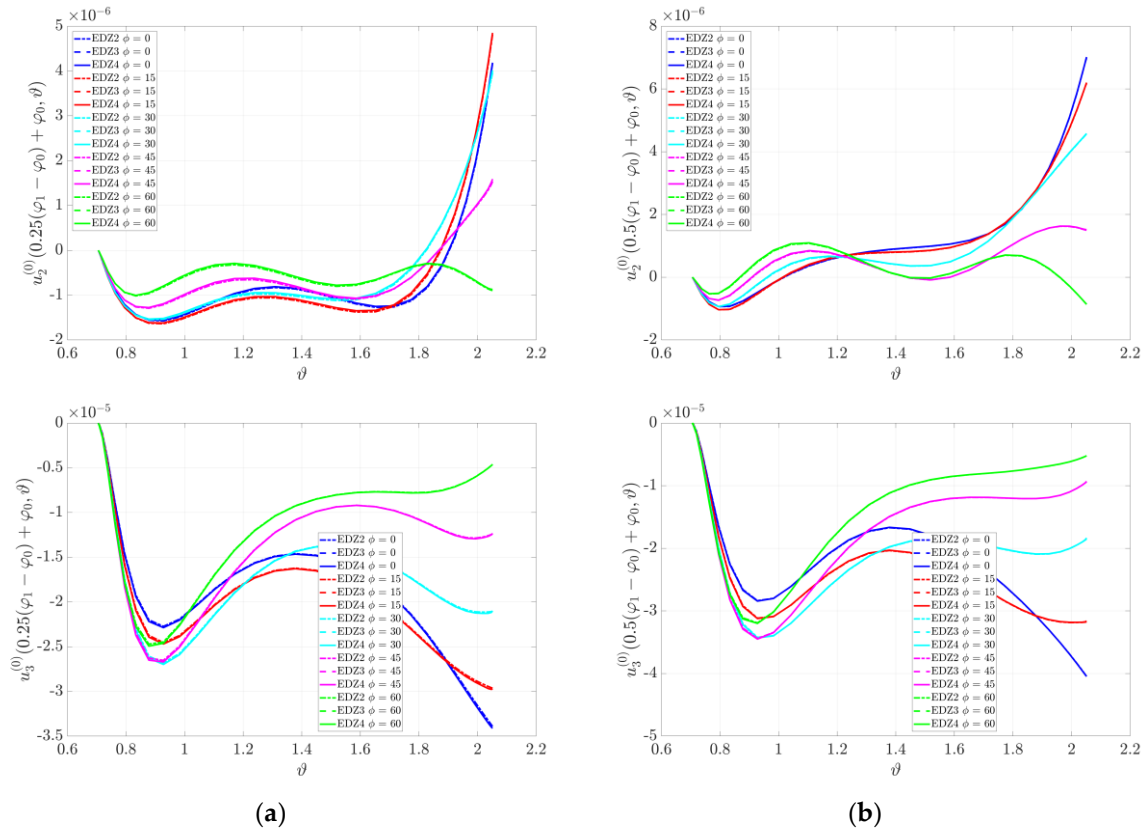 ×10⁻⁶
5
4
3
2
1
0
-1
-2
0.6 0.8 1 1.2 1.4 1.6 1.8 2 2.2
ϑ
u₂⁽⁰⁾(0.25(φ₁ − φ₀) + φ₀, ϑ)
EDZ2 ϕ = 0
EDZ3 ϕ = 0
EDZ4 ϕ = 0
EDZ2 ϕ = 15
EDZ3 ϕ = 15
EDZ4 ϕ = 15
EDZ2 ϕ = 30
EDZ3 ϕ = 30
EDZ4 ϕ = 30
EDZ2 ϕ = 45
EDZ3 ϕ = 45
EDZ4 ϕ = 45
EDZ2 ϕ = 60
EDZ3 ϕ = 60
EDZ4 ϕ = 60
×10⁻⁶
8
6
4
2
0
-2
0.6 0.8 1 1.2 1.4 1.6 1.8 2 2.2
ϑ
u₂⁽⁰⁾(0.5(φ₁ − φ₀) + φ₀, ϑ)
EDZ2 ϕ = 0
EDZ3 ϕ = 0
EDZ4 ϕ = 0
EDZ2 ϕ = 15
EDZ3 ϕ = 15
EDZ4 ϕ = 15
EDZ2 ϕ = 30
EDZ3 ϕ = 30
EDZ4 ϕ = 30
EDZ2 ϕ = 45
EDZ3 ϕ = 45
EDZ4 ϕ = 45
EDZ2 ϕ = 60
EDZ3 ϕ = 60
EDZ4 ϕ = 60
×10⁻⁵
0
-0.5
-1
-1.5
-2
-2.5
-3
-3.5
0.6 0.8 1 1.2 1.4 1.6 1.8 2 2.2
ϑ
u₃⁽⁰⁾(0.25(φ₁ − φ₀) + φ₀, ϑ)
EDZ2 ϕ = 0
EDZ3 ϕ = 0
EDZ4 ϕ = 0
EDZ2 ϕ = 15
EDZ3 ϕ = 15
EDZ4 ϕ = 15
EDZ2 ϕ = 30
EDZ3 ϕ = 30
EDZ4 ϕ = 30
EDZ2 ϕ = 45
EDZ3 ϕ = 45
EDZ4 ϕ = 45
EDZ2 ϕ = 60
EDZ3 ϕ = 60
EDZ4 ϕ = 60
×10⁻⁵
0
-1
-2
-3
-4
-5
0.6 0.8 1 1.2 1.4 1.6 1.8 2 2.2
ϑ
u₃⁽⁰⁾(0.5(φ₁ − φ₀) + φ₀, ϑ)
EDZ2 ϕ = 0
EDZ3 ϕ = 0
EDZ4 ϕ = 0
EDZ2 ϕ = 15
EDZ3 ϕ = 15
EDZ4 ϕ = 15
EDZ2 ϕ = 30
EDZ3 ϕ = 30
EDZ4 ϕ = 30
EDZ2 ϕ = 45
EDZ3 ϕ = 45
EDZ4 ϕ = 45
EDZ2 ϕ = 60
EDZ3 ϕ = 60
EDZ4 ϕ = 60
(a)
(b)